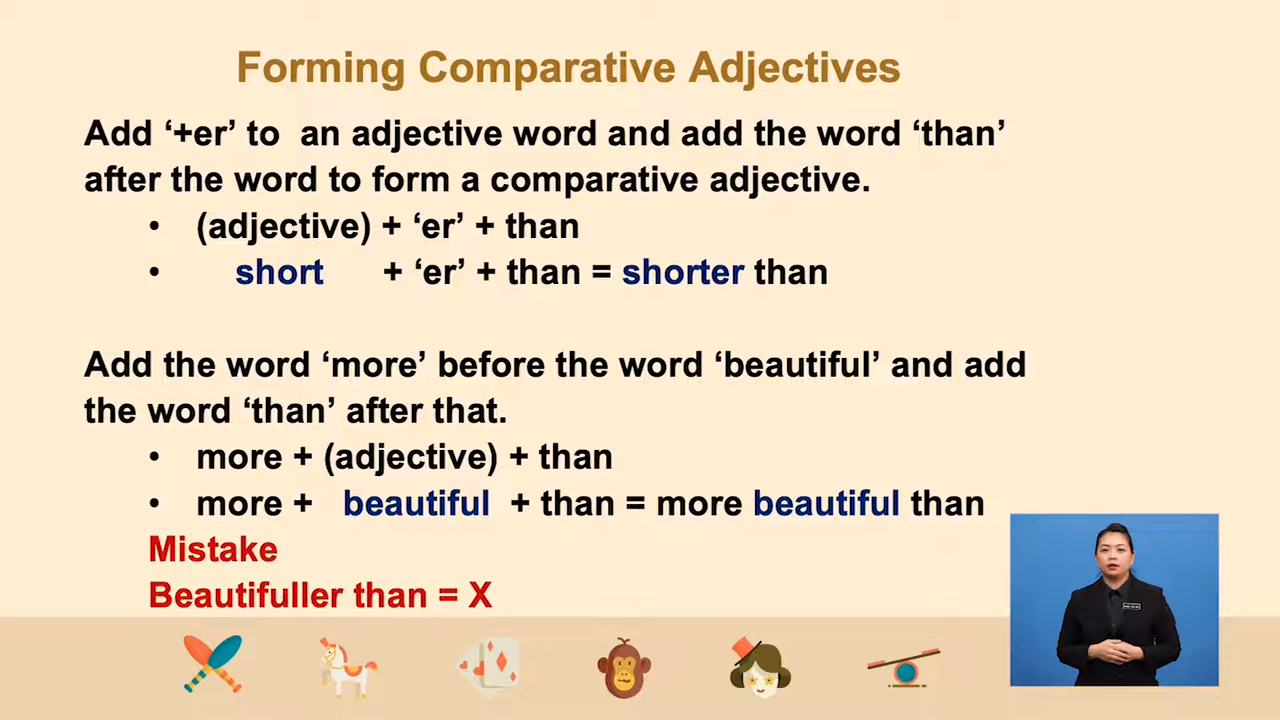 Forming Comparative Adjectives
Add ‘+er’ to an adjective word and add the word ‘than’
after the word to form a comparative adjective.
• (adjective) + ‘er’ + than
• short + ‘er’ + than = shorter than
Add the word ‘more’ before the word ‘beautiful’ and add
the word ‘than’ after that.
• more + (adjective) + than
• more + beautiful + than = more beautiful than
Mistake
Beautifuller than = X